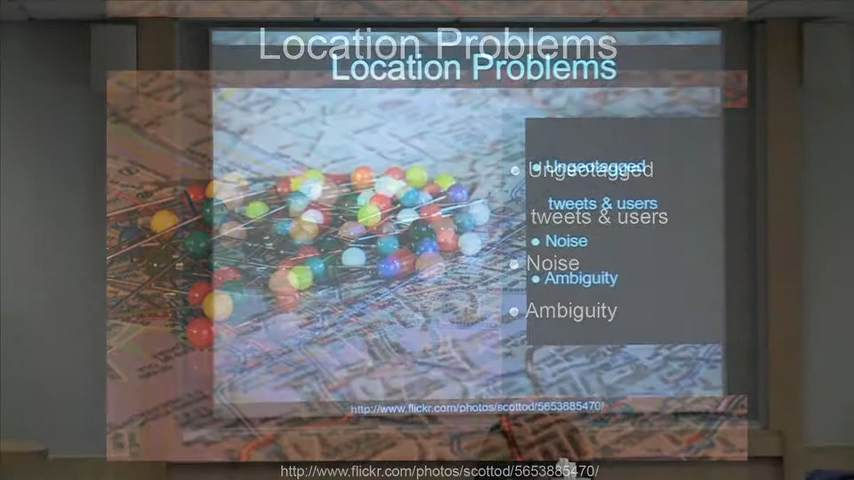 Location Problems
Location Problems
• Ungeotagged
tweets & users
• Noise
• Ambiguity
• Ungeotagged
tweets & users
• Noise
• Ambiguity
http://www.flickr.com/photos/scottod/5653885470/
http://www.flickr.com/photos/scottod/5653885470/